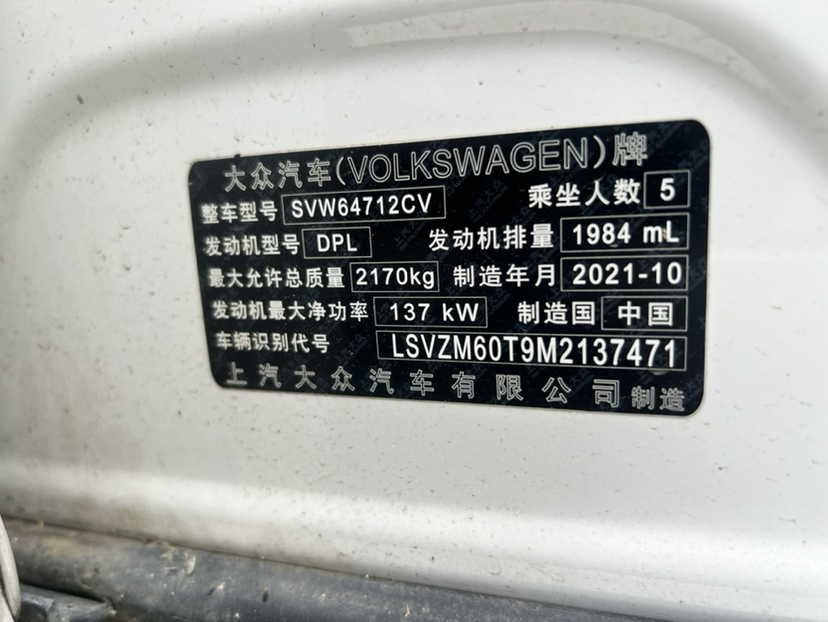 大众汽车(VOLKSWAGEN)牌
整车型号 SVW64712CV 乘坐人数 5
发动机型号 DPL 发动机排量 1984 mL
最大允许总质量 2170kg 制造年月 2021-10
发动机最大净功率 137 kW 制造国 中国
车辆识别代号 LSVZM60T9M2137471
上汽大众汽车有限公司制造